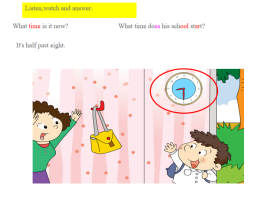 Listen,watch and answer.
What time is it now? What time does his school start?
It's half past eight.